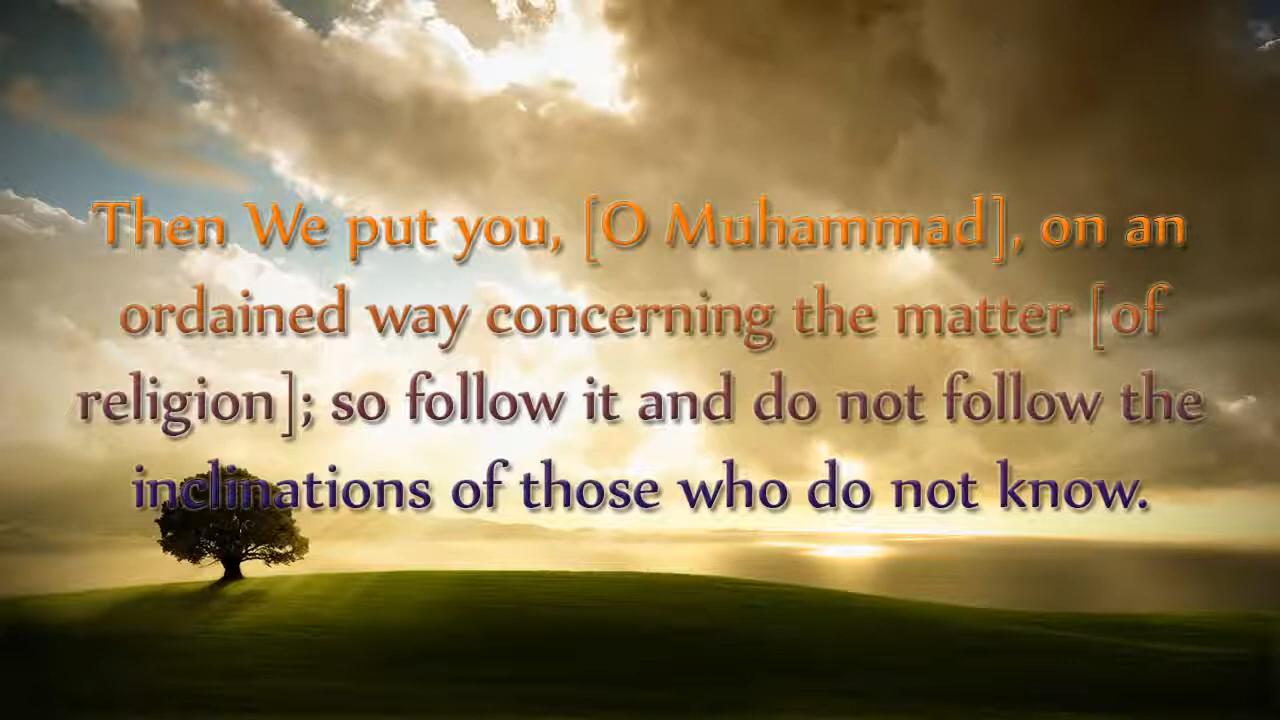 Then We put you, [O Muhammad], on an
ordained way concerning the matter [of
religion]; so follow it and do not follow the
inclinations of those who do not know.